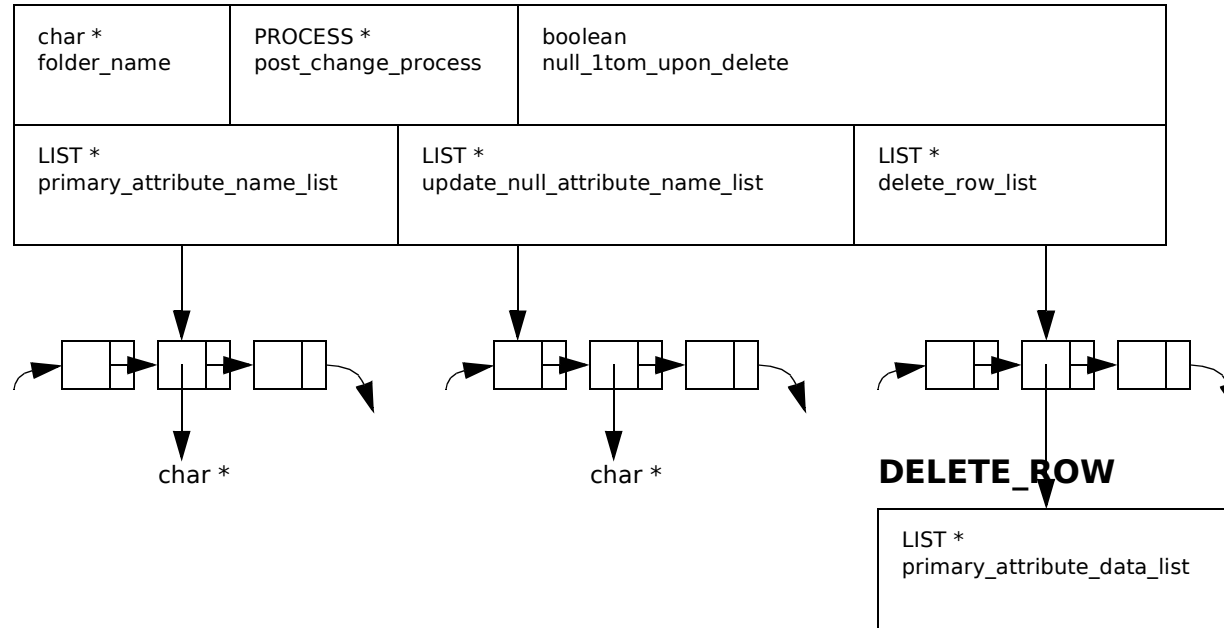 char *
folder_name
PROCESS *
post_change_process
boolean
null_1tom_upon_delete
LIST *
primary_attribute_name_list
LIST *
update_null_attribute_name_list
LIST *
delete_row_list
char *
char *
DELETE_ROW
LIST *
primary_attribute_data_list